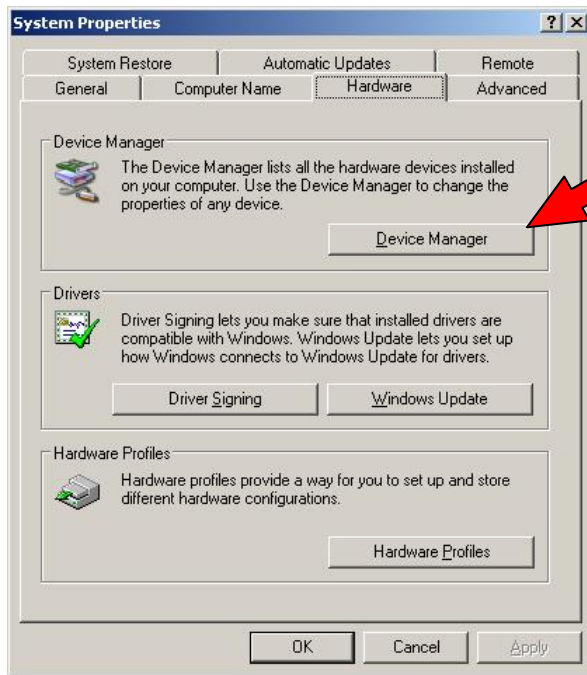 System Properties
? X
System Restore Automatic Updates Remote
General Computer Name Hardware Advanced
Device Manager
The Device Manager lists all the hardware devices installed
on your computer. Use the Device Manager to change the
properties of any device.
Device Manager
Drivers
Driver Signing lets you make sure that installed drivers are
compatible with Windows. Windows Update lets you set up
how Windows connects to Windows Update for drivers.
Driver Signing Windows Update
Hardware Profiles
Hardware profiles provide a way for you to set up and store
different hardware configurations.
Hardware Profiles
OK Cancel Apply